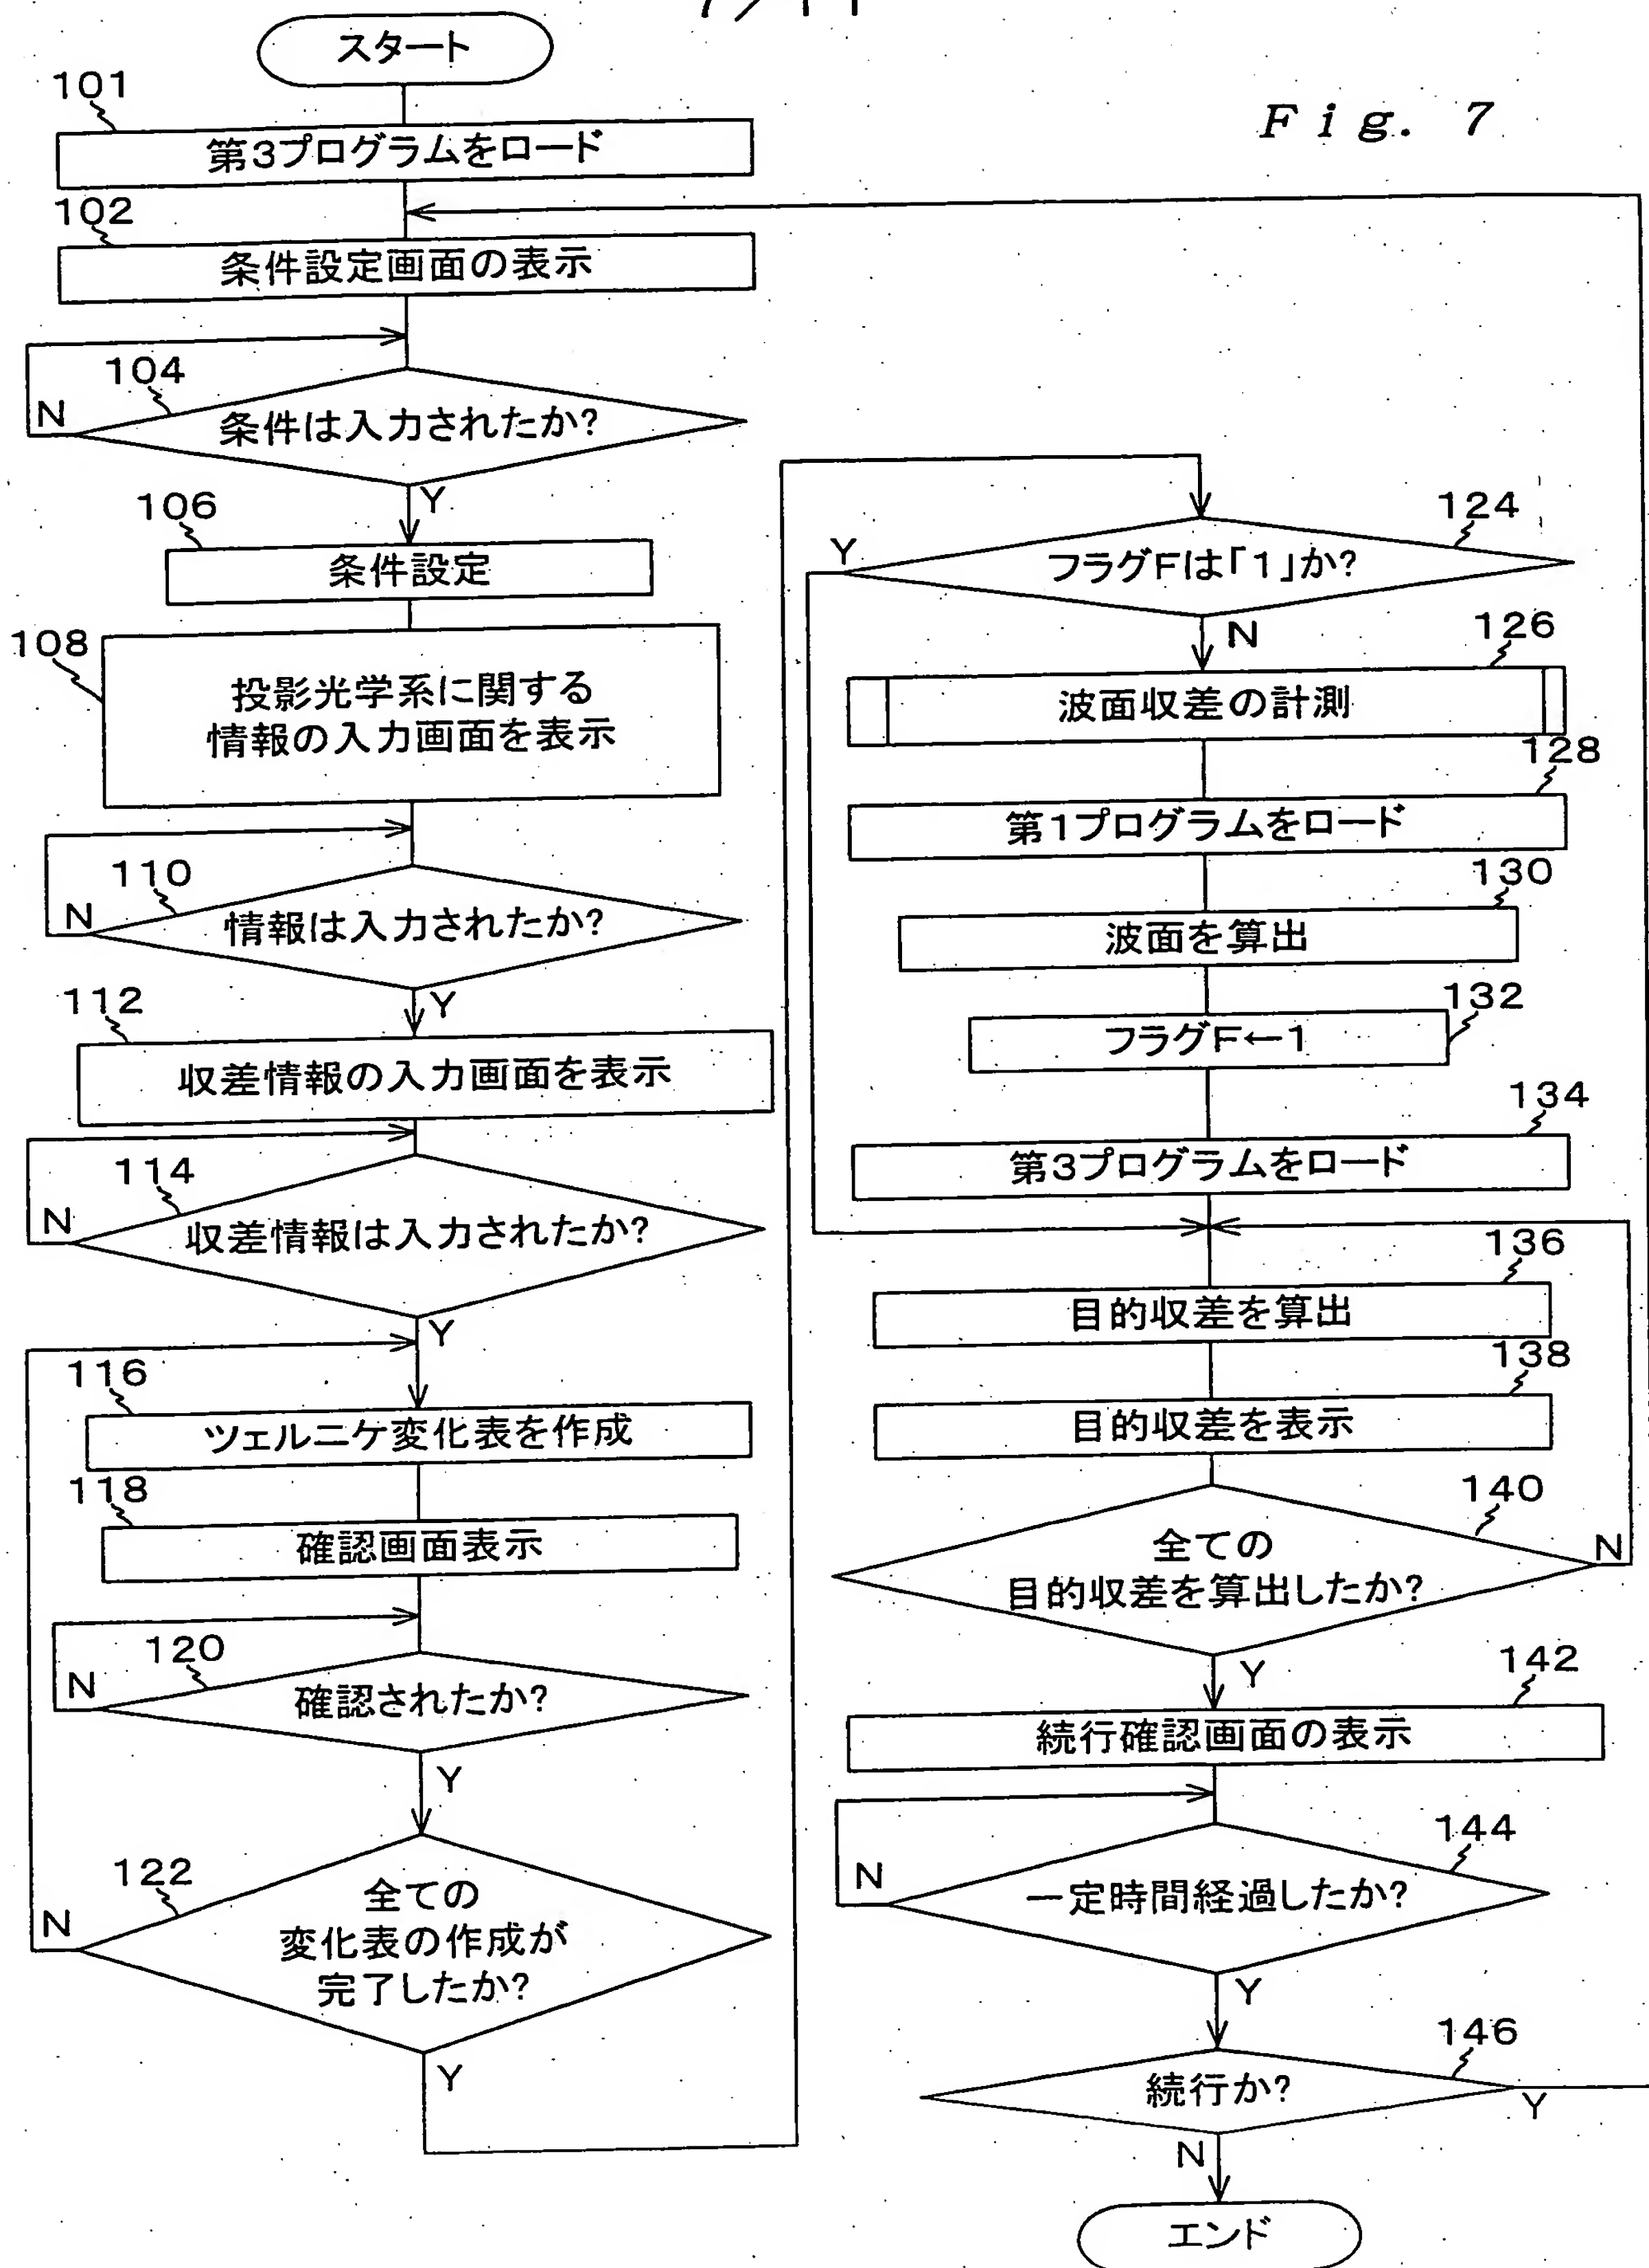 スタート
Fig. 7
101
第3プログラムをロード
102
条件設定画面の表示
104
N
条件は入力されたか?
Y
106
条件設定
108
投影光学系に関する
情報の入力画面を表示
110
N
情報は入力されたか?
Y
112
収差情報の入力画面を表示
114
N
収差情報は入力されたか?
Y
116
ツェルニケ変化表を作成
118
確認画面表示
120
N
確認されたか?
Y
122
N
全ての
変化表の作成が
完了したか?
Y
124
Y
フラグFは「1」か?
N
126
波面収差の計測
128
第1プログラムをロード
130
波面を算出
132
フラグF←1
134
第3プログラムをロード
136
目的収差を算出
138
目的収差を表示
140
全ての
目的収差を算出したか?
N
Y
142
続行確認画面の表示
144
N
一定時間経過したか?
Y
146
続行か?
Y
N
エンド